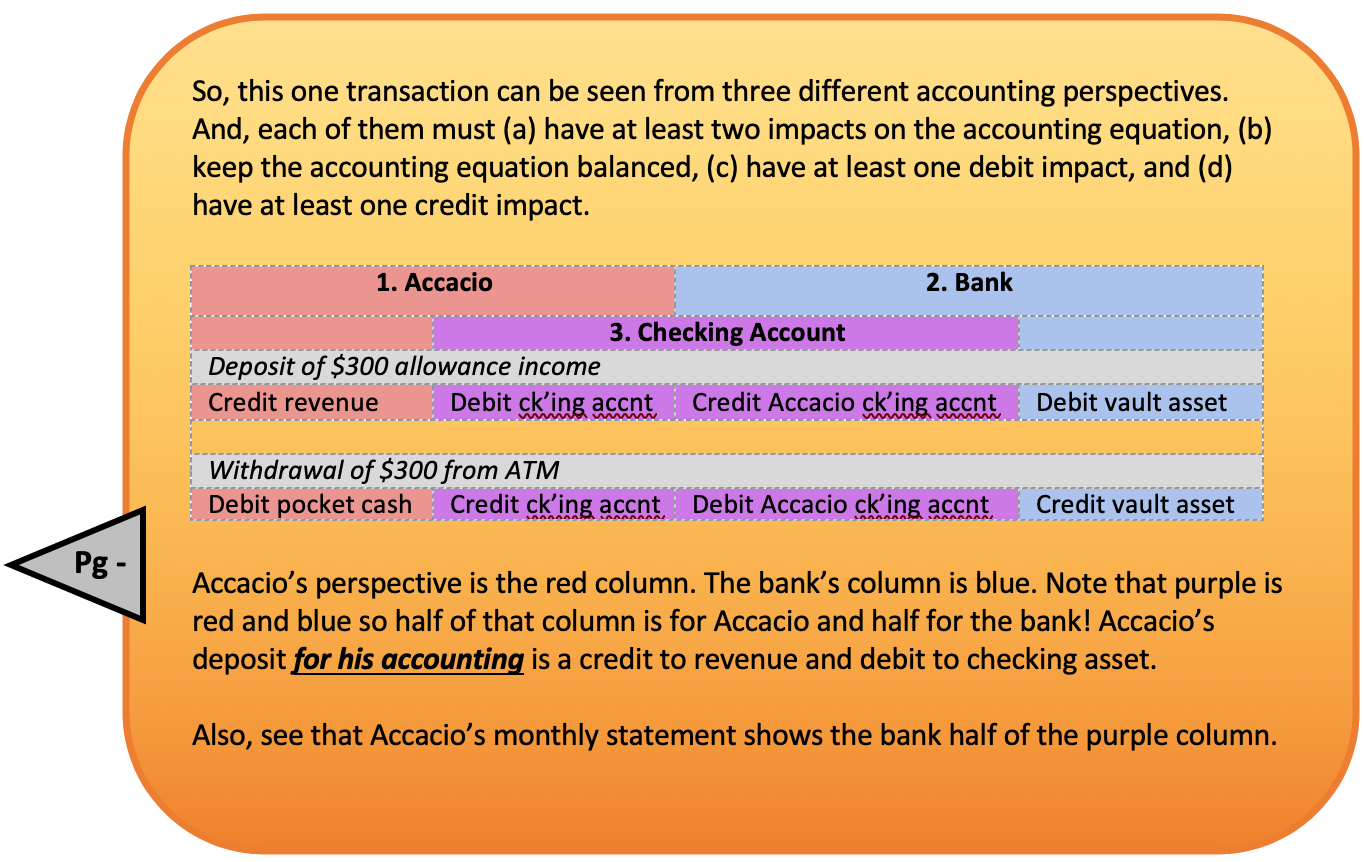 So, this one transaction can be seen from three different accounting perspectives.
And, each of them must (a) have at least two impacts on the accounting equation, (b)
keep the accounting equation balanced, (c) have at least one debit impact, and (d)
have at least one credit impact.
1. Accacio 2. Bank
3. Checking Account
Deposit of $300 allowance income
Credit revenue Debit ck’ing accnt Credit Accacio ck’ing accnt Debit vault asset
Withdrawal of $300 from ATM
Debit pocket cash Credit ck’ing accnt Debit Accacio ck’ing accnt Credit vault asset
Pg -
Accacio’s perspective is the red column. The bank’s column is blue. Note that purple is
red and blue so half of that column is for Accacio and half for the bank! Accacio’s
deposit for his accounting is a credit to revenue and debit to checking asset.
Also, see that Accacio’s monthly statement shows the bank half of the purple column.